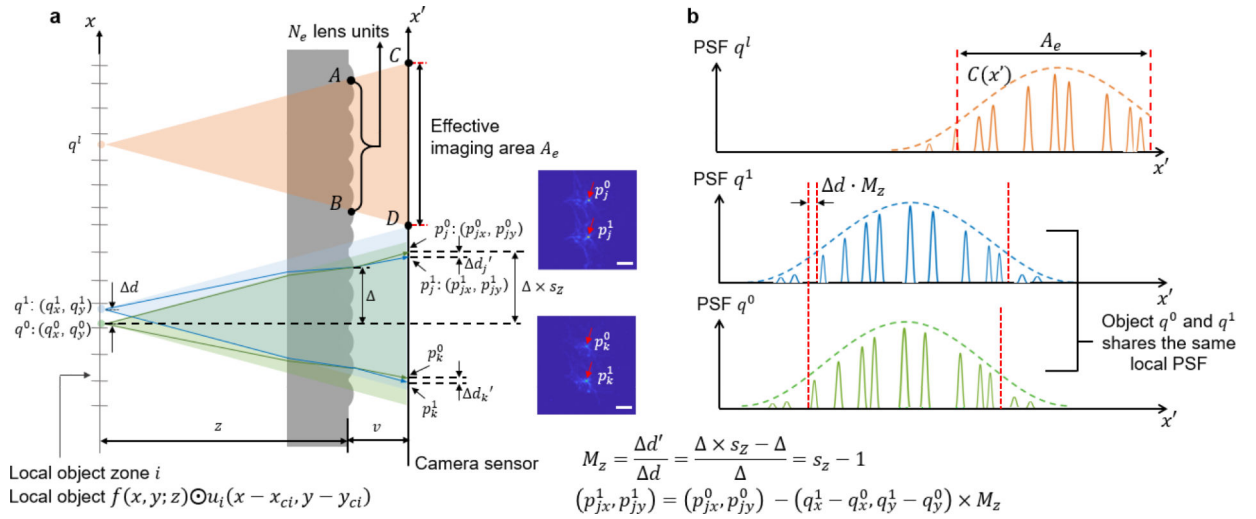 a
x
x′
N_e lens units
A
C
q^l
B
D
Effective
imaging area A_e
p_j^0
p_j^1
p_j^0: (p_jx^0, p_jy^0)
Δd_j′
p_j^1: (p_jx^1, p_jy^1)
Δ × s_z
Δ
Δd
q^1: (q_x^1, q_y^1)
q^0: (q_x^0, q_y^0)
p_k^0
Δd_k′
p_k^1
p_k^0
p_k^1
z
v
Camera sensor
Local object zone i
Local object f(x, y; z)⊙u_i(x − x_ci, y − y_ci)
b
PSF q^l
A_e
C(x′)
x′
PSF q^1
Δd · M_z
x′
PSF q^0
x′
Object q^0 and q^1
shares the same
local PSF
M_z = Δd′/Δd = (Δ × s_z − Δ)/Δ = s_z − 1
(p_jx^1, p_jy^1) = (p_jx^0, p_jy^0) − (q_x^1 − q_x^0, q_y^1 − q_y^0) × M_z